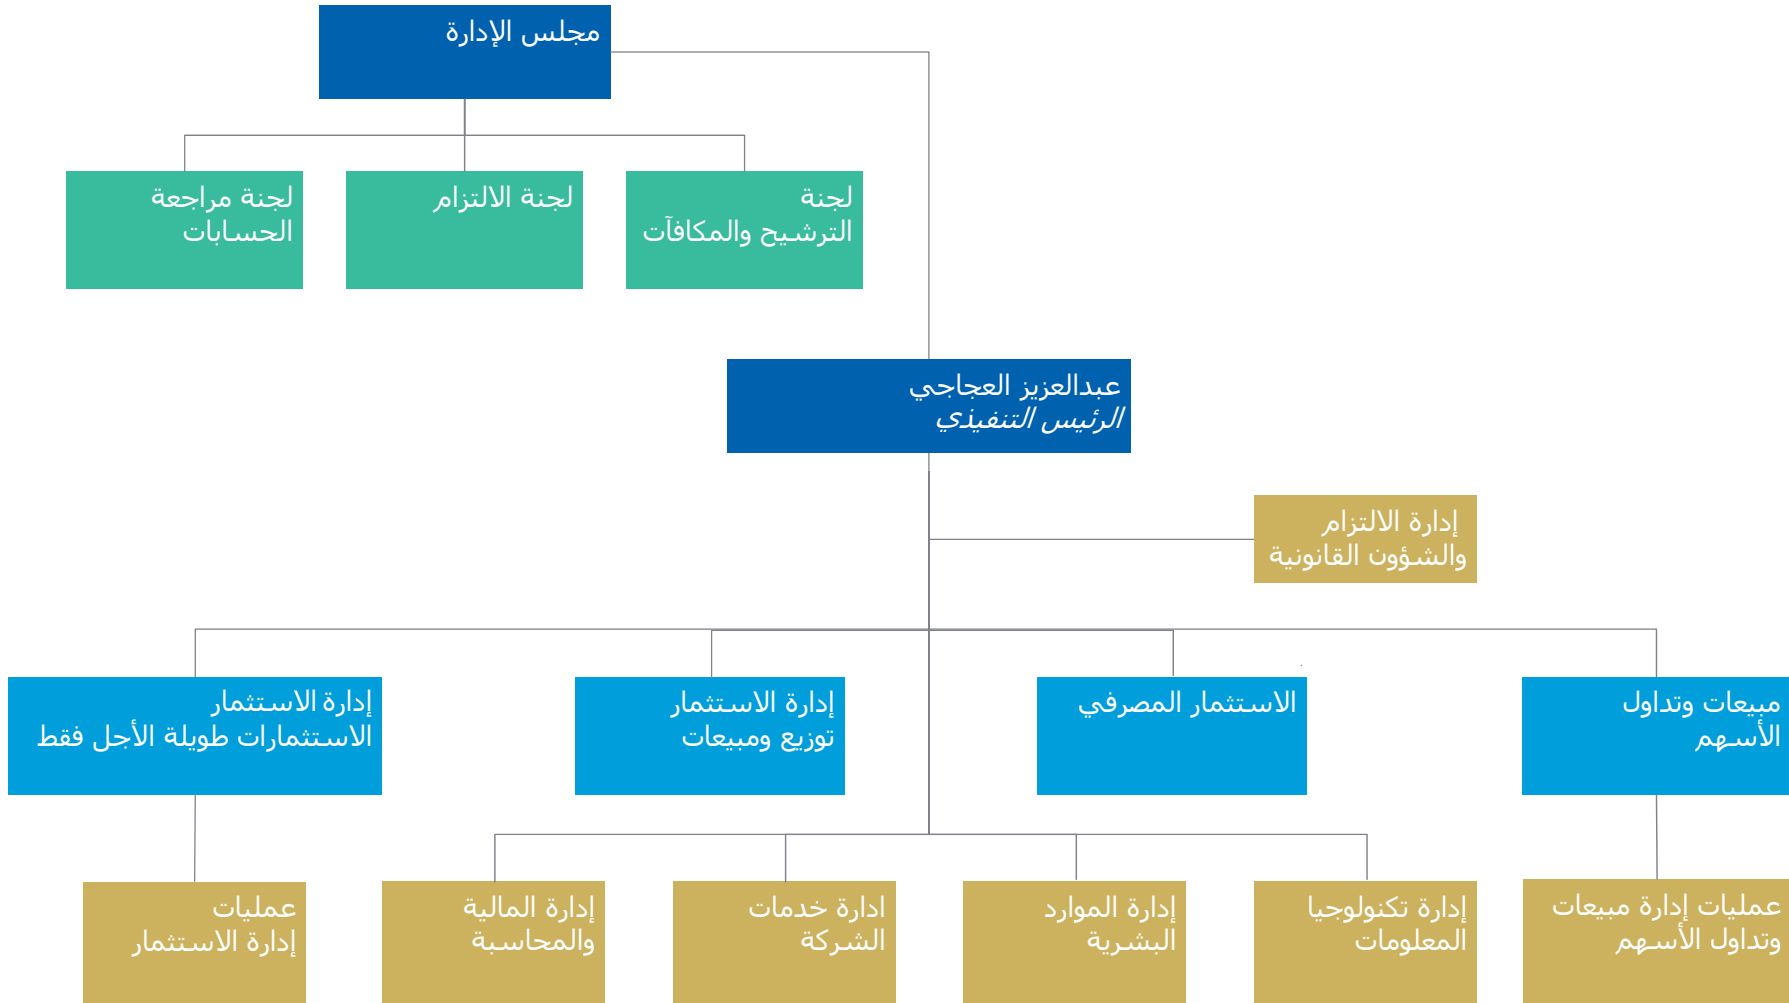 مجلس الإدارة
لجنة
الترشيح والمكافآت
لجنة الالتزام
لجنة مراجعة
الحسابات
عبدالعزيز العجاجي
الرئيس التنفيذي
إدارة الالتزام
والشؤون القانونية
مبيعات وتداول
الأسهم
الاستثمار المصرفي
إدارة الاستثمار
توزيع ومبيعات
إدارة الاستثمار
الاستثمارات طويلة الأجل فقط
عمليات إدارة مبيعات
وتداول الأسهم
إدارة تكنولوجيا
المعلومات
إدارة الموارد
البشرية
ادارة خدمات
الشركة
إدارة المالية
والمحاسبة
عمليات
إدارة الاستثمار